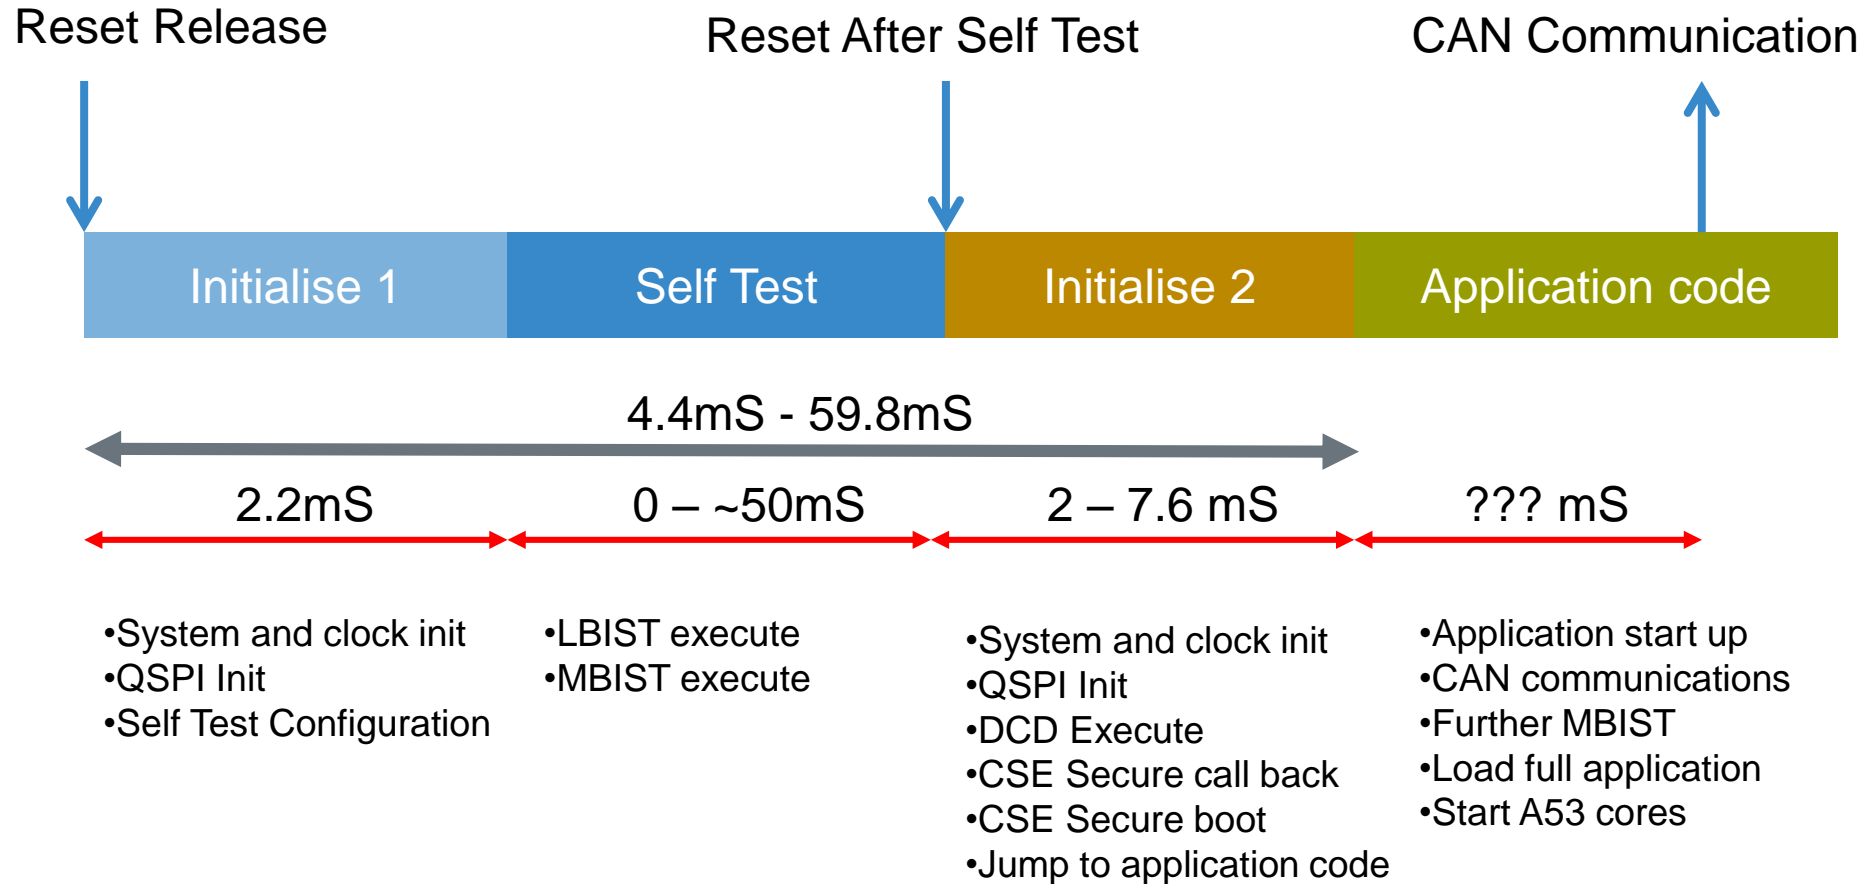 Reset Release
Reset After Self Test
CAN Communication
Initialise 1
Self Test
Initialise 2
Application code
4.4mS - 59.8mS
2.2mS
0 – ~50mS
2 – 7.6 mS
??? mS
•System and clock init
•QSPI Init
•Self Test Configuration
•LBIST execute
•MBIST execute
•System and clock init
•QSPI Init
•DCD Execute
•CSE Secure call back
•CSE Secure boot
•Jump to application code
•Application start up
•CAN communications
•Further MBIST
•Load full application
•Start A53 cores